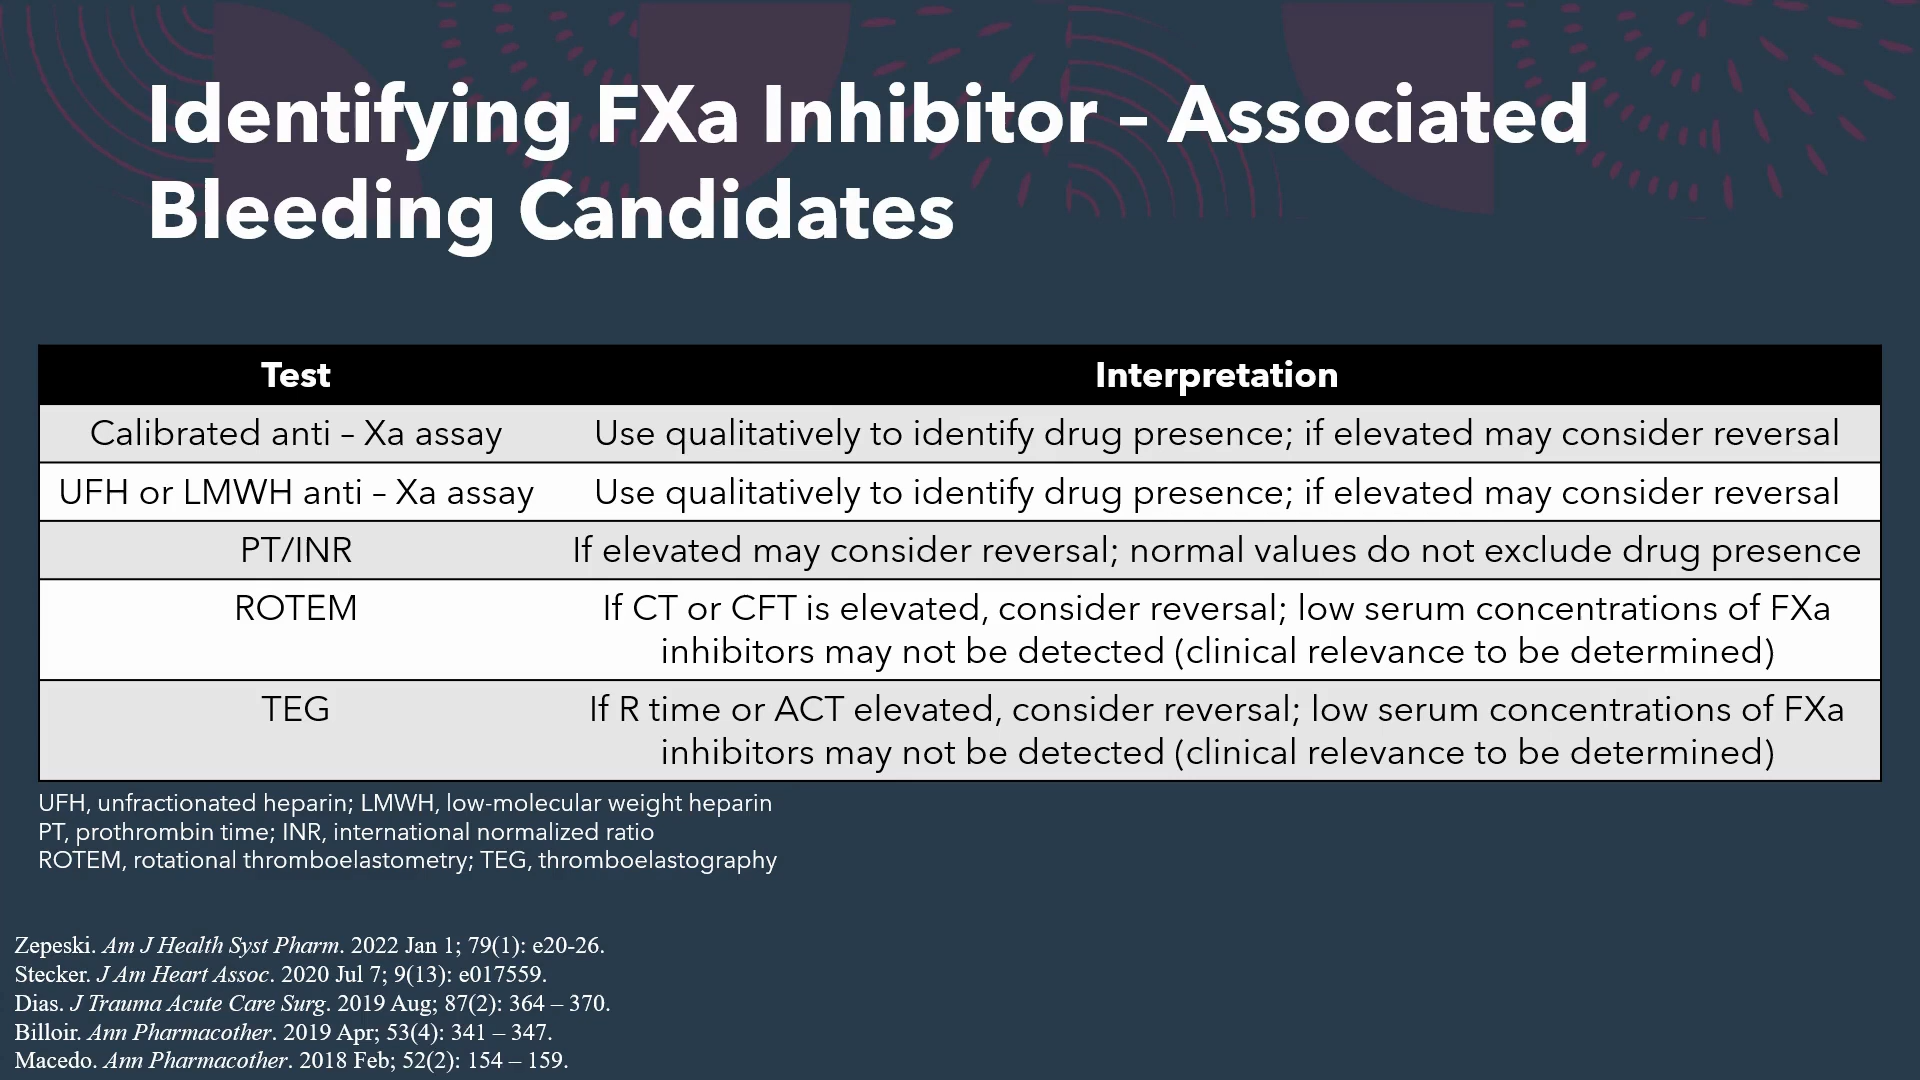 Identifying FXa Inhibitor – Associated
Bleeding Candidates
Test Interpretation
Calibrated anti – Xa assay Use qualitatively to identify drug presence; if elevated may consider reversal
UFH or LMWH anti – Xa assay Use qualitatively to identify drug presence; if elevated may consider reversal
PT/INR If elevated may consider reversal; normal values do not exclude drug presence
ROTEM If CT or CFT is elevated, consider reversal; low serum concentrations of FXa
inhibitors may not be detected (clinical relevance to be determined)
TEG If R time or ACT elevated, consider reversal; low serum concentrations of FXa
inhibitors may not be detected (clinical relevance to be determined)
UFH, unfractionated heparin; LMWH, low-molecular weight heparin
PT, prothrombin time; INR, international normalized ratio
ROTEM, rotational thromboelastometry; TEG, thromboelastography
Zepeski. Am J Health Syst Pharm. 2022 Jan 1; 79(1): e20-26.
Stecker. J Am Heart Assoc. 2020 Jul 7; 9(13): e017559.
Dias. J Trauma Acute Care Surg. 2019 Aug; 87(2): 364 – 370.
Billoir. Ann Pharmacother. 2019 Apr; 53(4): 341 – 347.
Macedo. Ann Pharmacother. 2018 Feb; 52(2): 154 – 159.